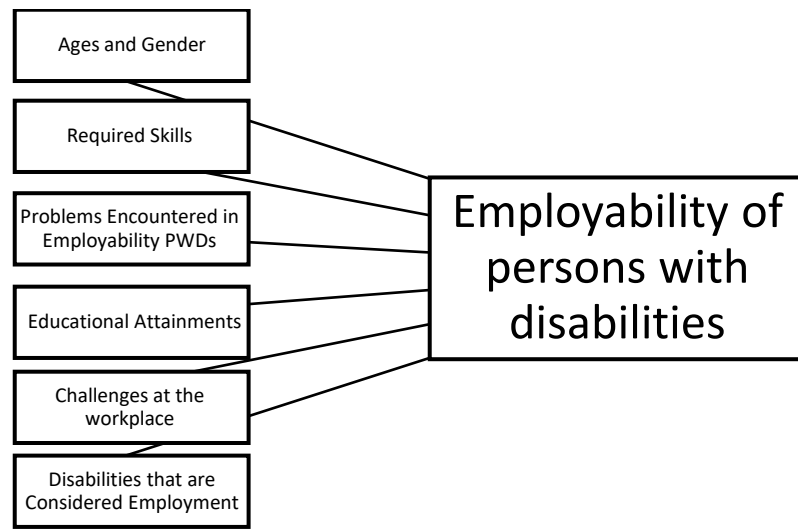 Ages and Gender
Required Skills
Problems Encountered in
Employability PWDs
Educational Attainments
Challenges at the
workplace
Disabilities that are
Considered Employment
Employability of
persons with
disabilities